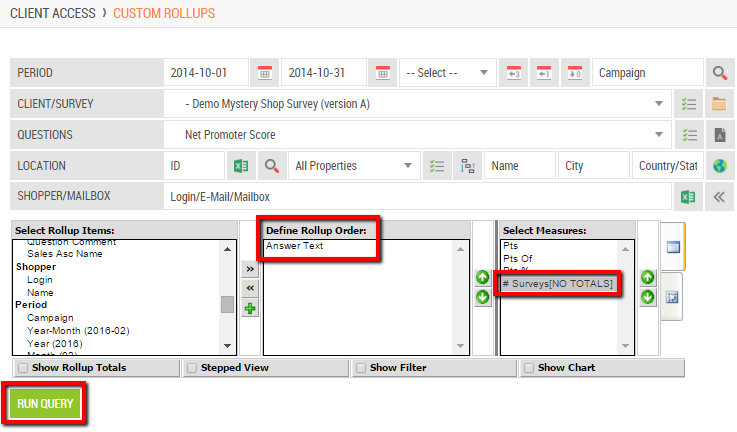 CLIENT ACCESS › CUSTOM ROLLUPS
PERIOD 2014-10-01 2014-10-31 -- Select -- 3 1 0 Campaign
CLIENT/SURVEY - Demo Mystery Shop Survey (version A)
QUESTIONS Net Promoter Score
LOCATION ID All Properties Name City Country/Stat
SHOPPER/MAILBOX Login/E-Mail/Mailbox
Select Rollup Items: Define Rollup Order: Select Measures:
Question Comment Answer Text Pts
Sales Asc Name Pts Of
Shopper Pts %
Login # Surveys[NO TOTALS]
Name
Period
Campaign
Year-Month (2016-02)
Year (2016)
Month (02)
Show Rollup Totals Stepped View Show Filter Show Chart
RUN QUERY